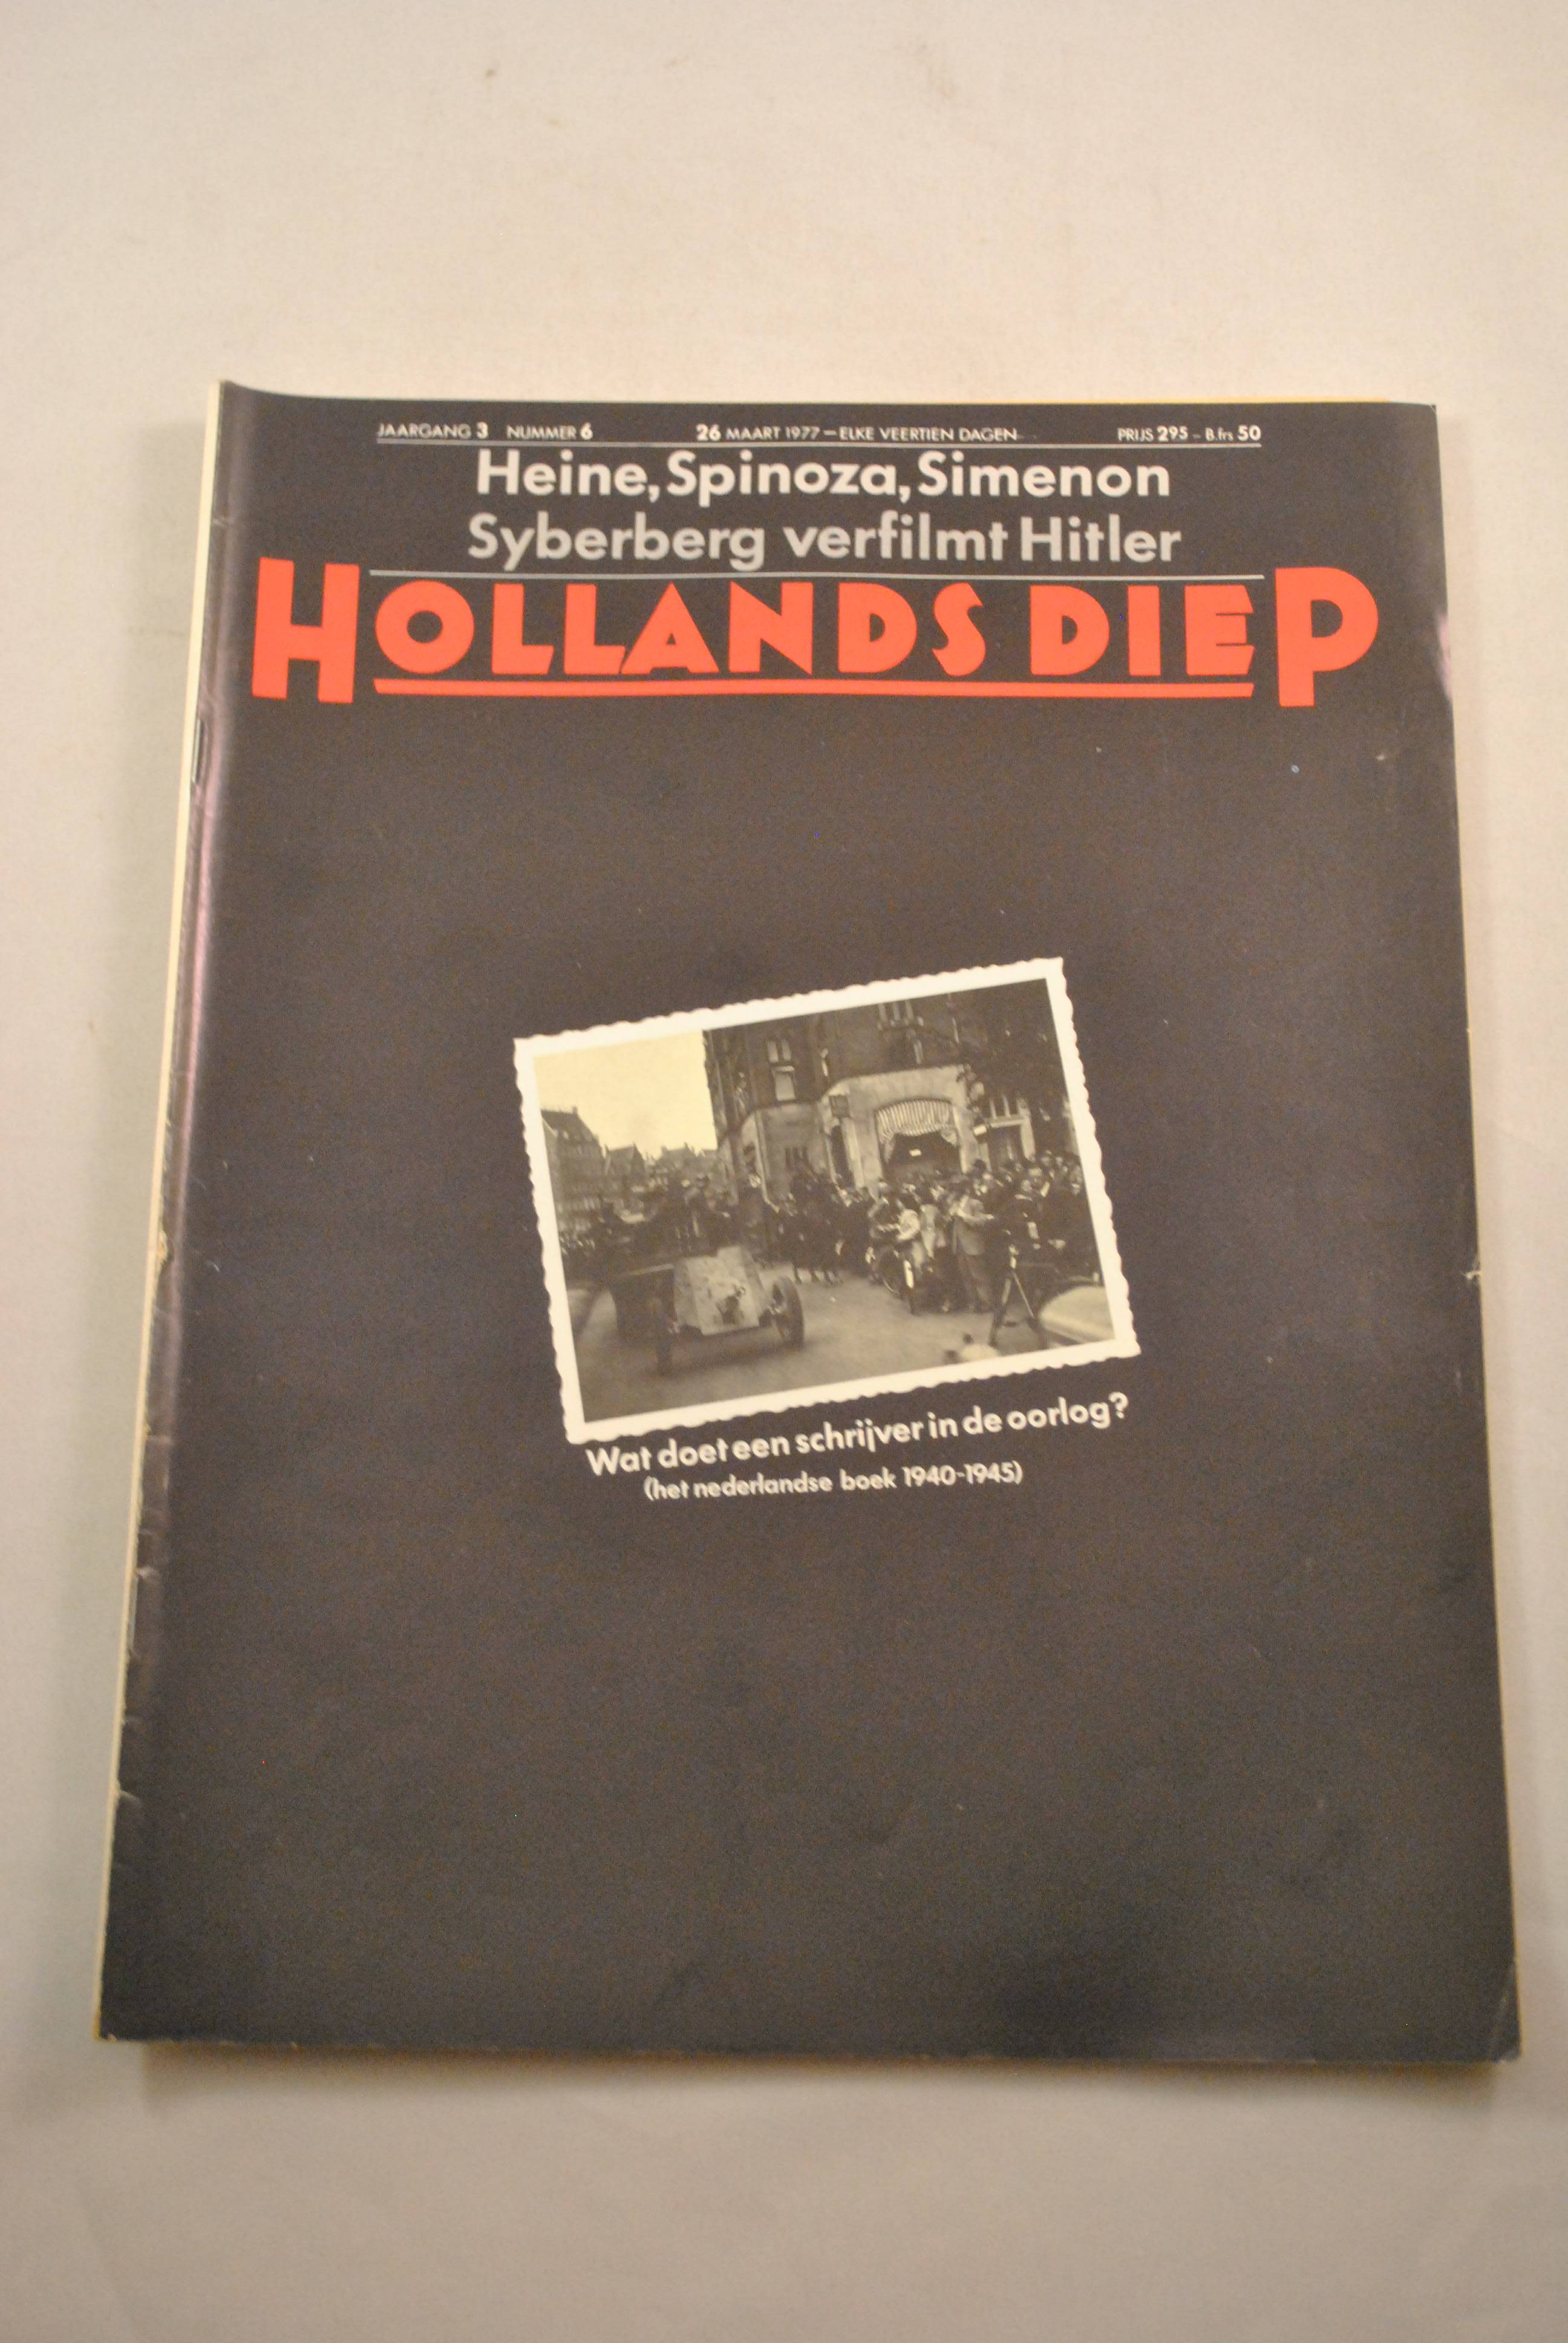 JAARGANG 3 NUMMER 6 26 MAART 1977 — ELKE VEERTIEN DAGEN PRIJS 295 - B.frs 50
Heine, Spinoza, Simenon
Syberberg verfilmt Hitler
HOLLANDS DIEP
Wat doet een schrijver in de oorlog?
(het nederlandse boek 1940-1945)